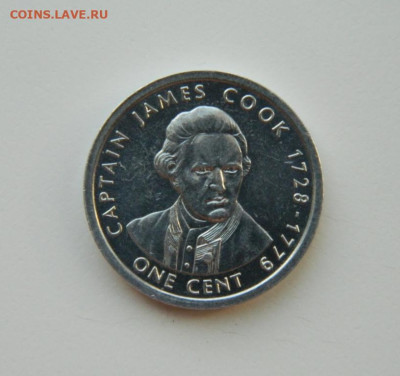 COINS.LAVE.RU
CAPTAIN JAMES COOK 1728-1779
ONE CENT